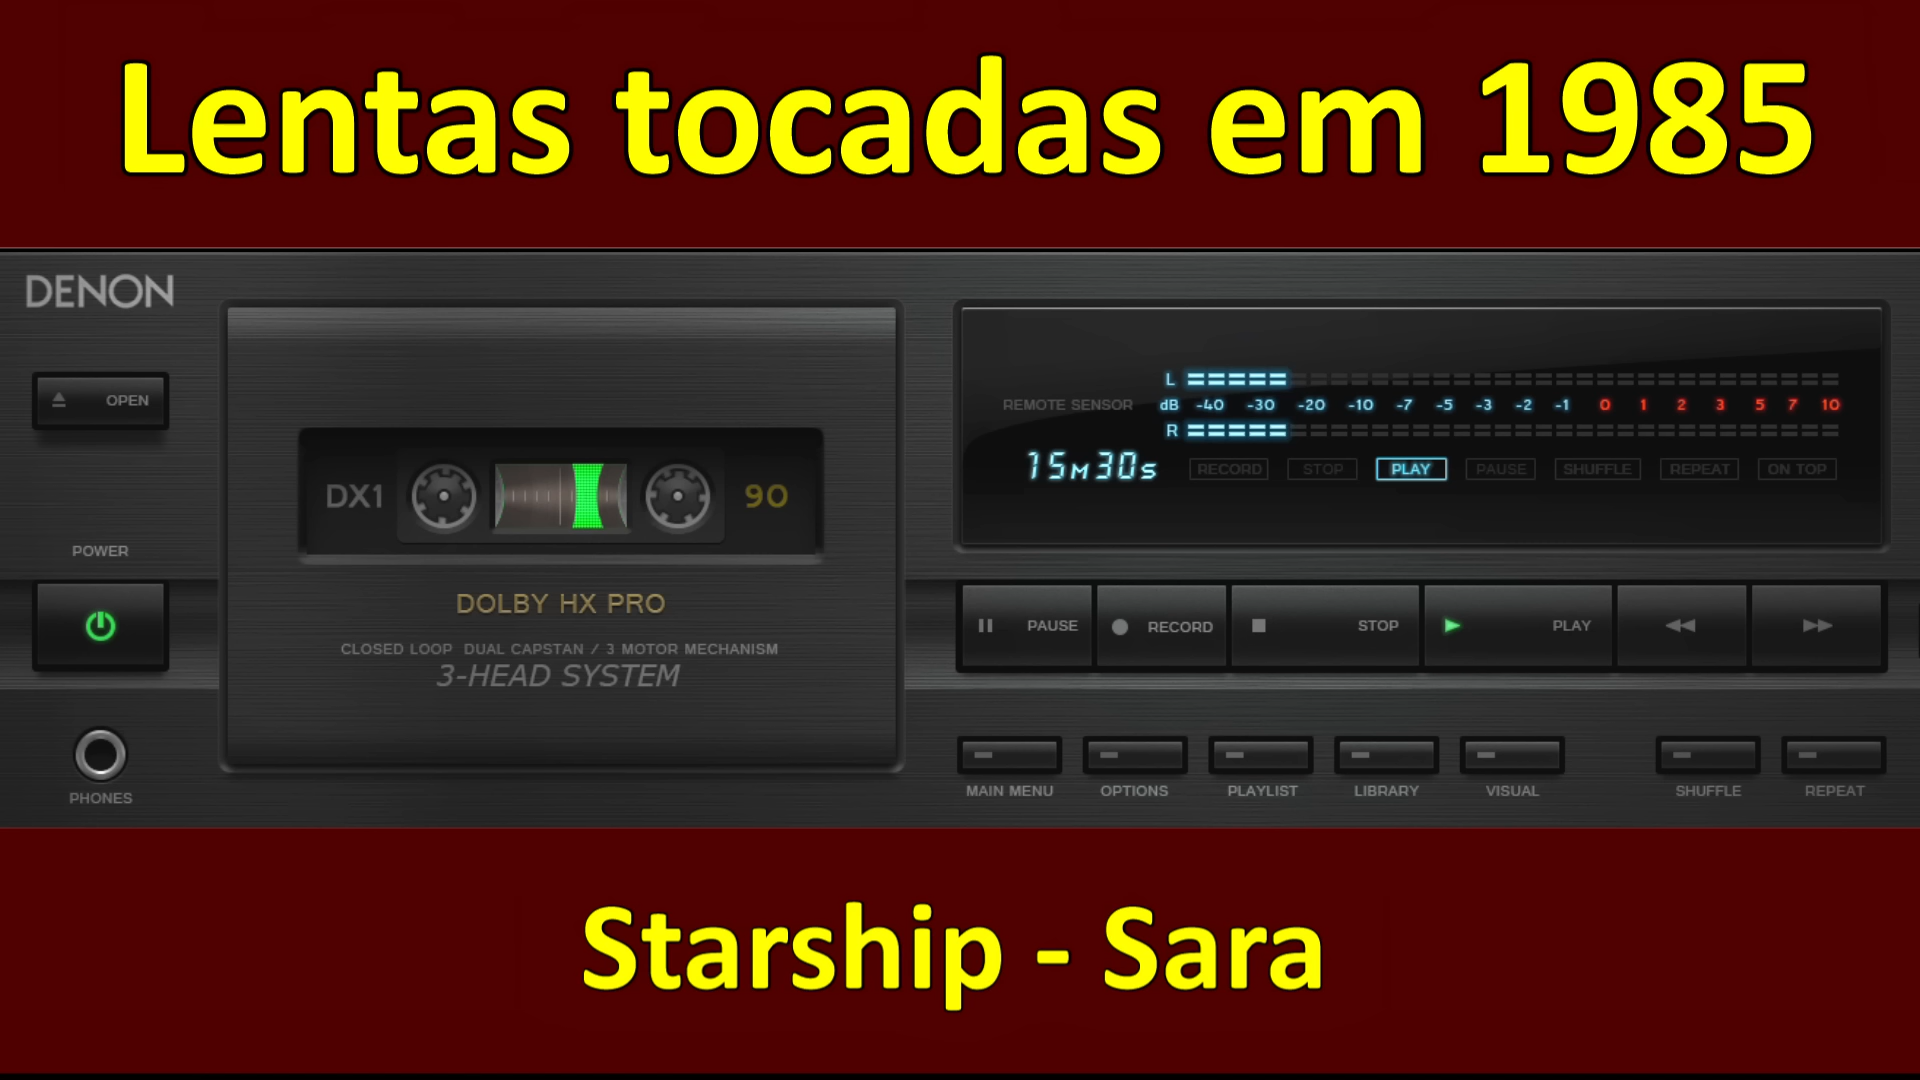 Lentas tocadas em 1985
DENON
OPEN
POWER
PHONES
DX1
90
DOLBY HX PRO
CLOSED LOOP DUAL CAPSTAN / 3 MOTOR MECHANISM
3-HEAD SYSTEM
L
REMOTE SENSOR dB -40 -30 -20 -10 -7 -5 -3 -2 -1 0 1 2 3 5 7 10
R
15M30S RECORD STOP PLAY PAUSE SHUFFLE REPEAT ON TOP
PAUSE RECORD STOP PLAY
MAIN MENU OPTIONS PLAYLIST LIBRARY VISUAL SHUFFLE REPEAT
Starship - Sara